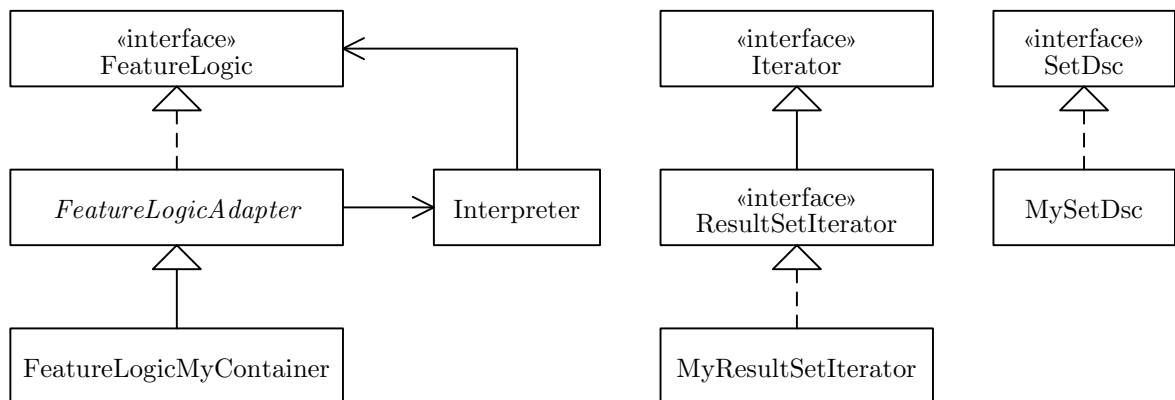 «interface»
FeatureLogic
«interface»
Iterator
«interface»
SetDsc
FeatureLogicAdapter
Interpreter
«interface»
ResultSetIterator
MySetDsc
FeatureLogicMyContainer
MyResultSetIterator